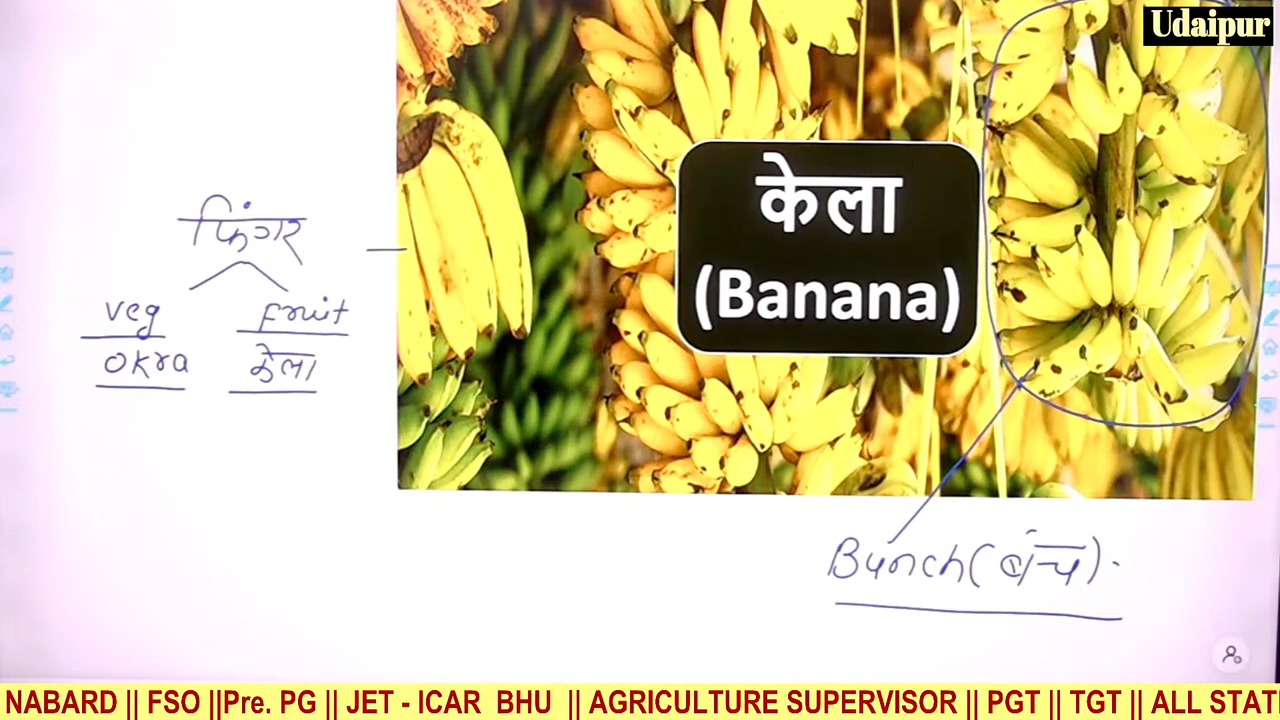 Udaipur
केला
(Banana)
फिंगर
veg fruit
okra केला
Bunch(बंन्च).
NABARD || FSO ||Pre. PG || JET - ICAR BHU || AGRICULTURE SUPERVISOR || PGT || TGT || ALL STAT